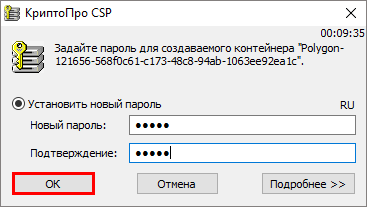 КриптоПро CSP
00:09:35
Задайте пароль для создаваемого контейнера "Polygon-
121656-568f0c61-c173-48c8-94ab-1063ee92ea1c".
Установить новый пароль
RU
Новый пароль: •••••
Подтверждение: •••••
ОК Отмена Подробнее >>